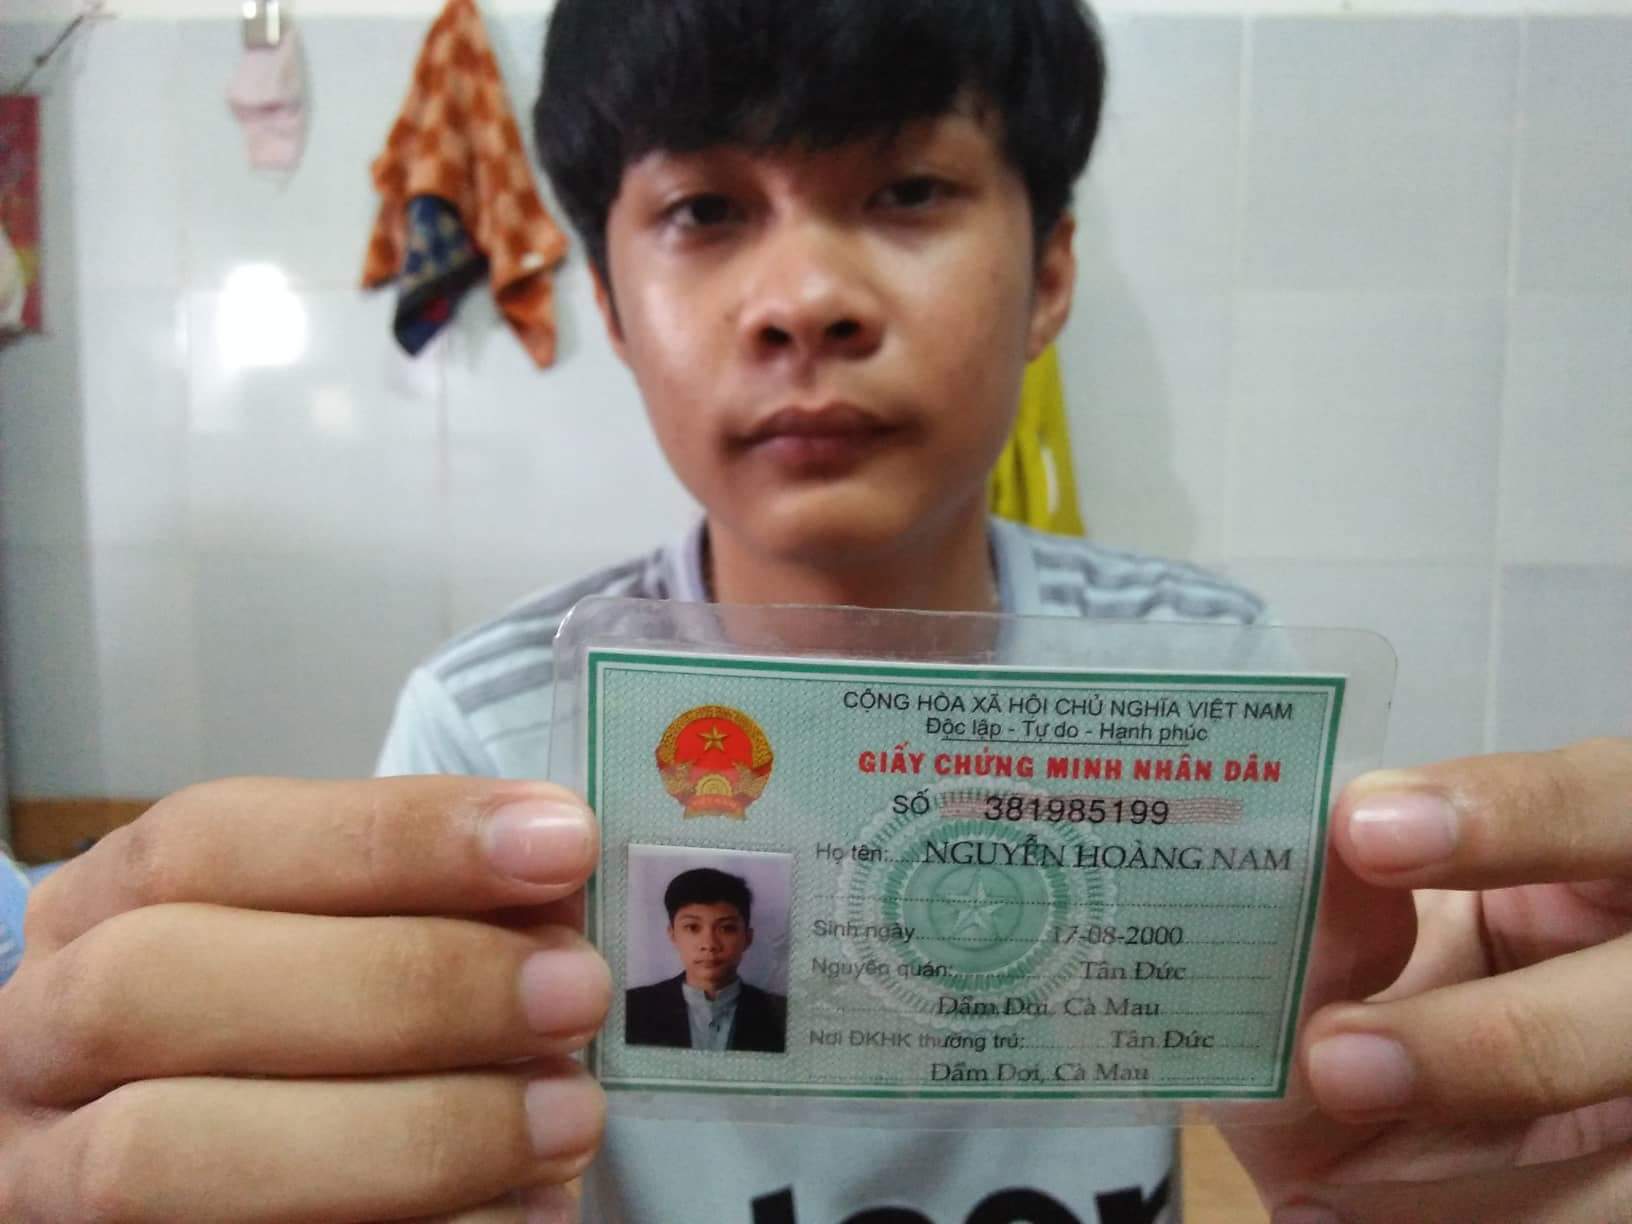 CỘNG HÒA XÃ HỘI CHỦ NGHĨA VIỆT NAM
Độc lập - Tự do - Hạnh phúc
GIẤY CHỨNG MINH NHÂN DÂN
SỐ 381985199
Họ tên: NGUYỄN HOÀNG NAM
Sinh ngày 17-08-2000
Nguyên quán: Tân Đức
Đầm Dơi, Cà Mau
Nơi ĐKHK thường trú: Tân Đức
Đầm Dơi, Cà Mau